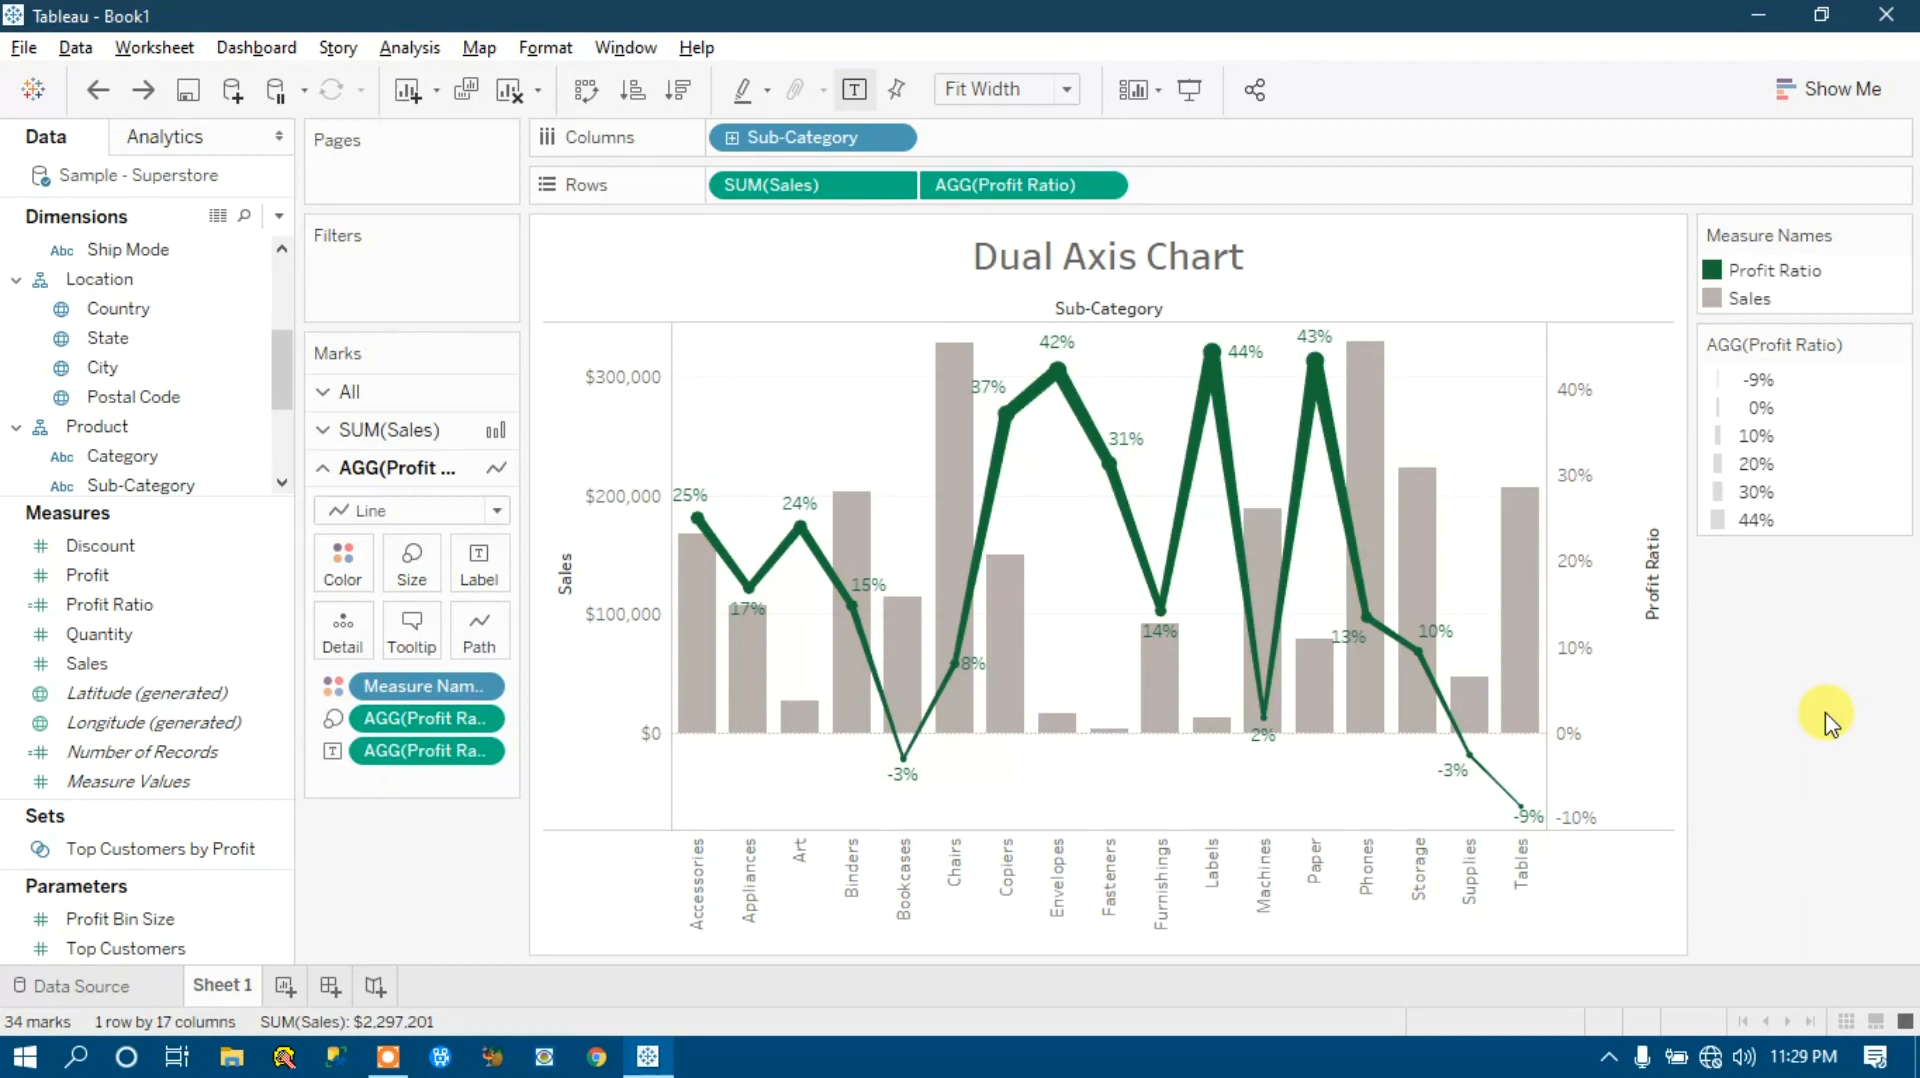 Tableau - Book1
File Data Worksheet Dashboard Story Analysis Map Format Window Help
Fit Width
Show Me
Data
Analytics
Sample - Superstore
Dimensions
Abc Ship Mode
Location
Country
State
City
Postal Code
Product
Abc Category
Abc Sub-Category
Measures
Discount
Profit
Profit Ratio
Quantity
Sales
Latitude (generated)
Longitude (generated)
Number of Records
Measure Values
Sets
Top Customers by Profit
Parameters
Profit Bin Size
Top Customers
Pages
Filters
Marks
All
SUM(Sales)
AGG(Profit ...
Line
Color Size Label
Detail Tooltip Path
Measure Nam..
AGG(Profit Ra..
AGG(Profit Ra..
Columns Sub-Category
Rows SUM(Sales) AGG(Profit Ratio)
Dual Axis Chart
Sub-Category
Sales
$300,000
$200,000
$100,000
$0
25%
17%
24%
15%
-3%
8%
37%
42%
31%
14%
44%
2%
43%
13%
10%
-3%
-9%
40%
30%
20%
10%
0%
-10%
Profit Ratio
Accessories
Appliances
Art
Binders
Bookcases
Chairs
Copiers
Envelopes
Fasteners
Furnishings
Labels
Machines
Paper
Phones
Storage
Supplies
Tables
Measure Names
Profit Ratio
Sales
AGG(Profit Ratio)
-9%
0%
10%
20%
30%
44%
Data Source
Sheet 1
34 marks 1 row by 17 columns SUM(Sales): $2,297,201
11:29 PM